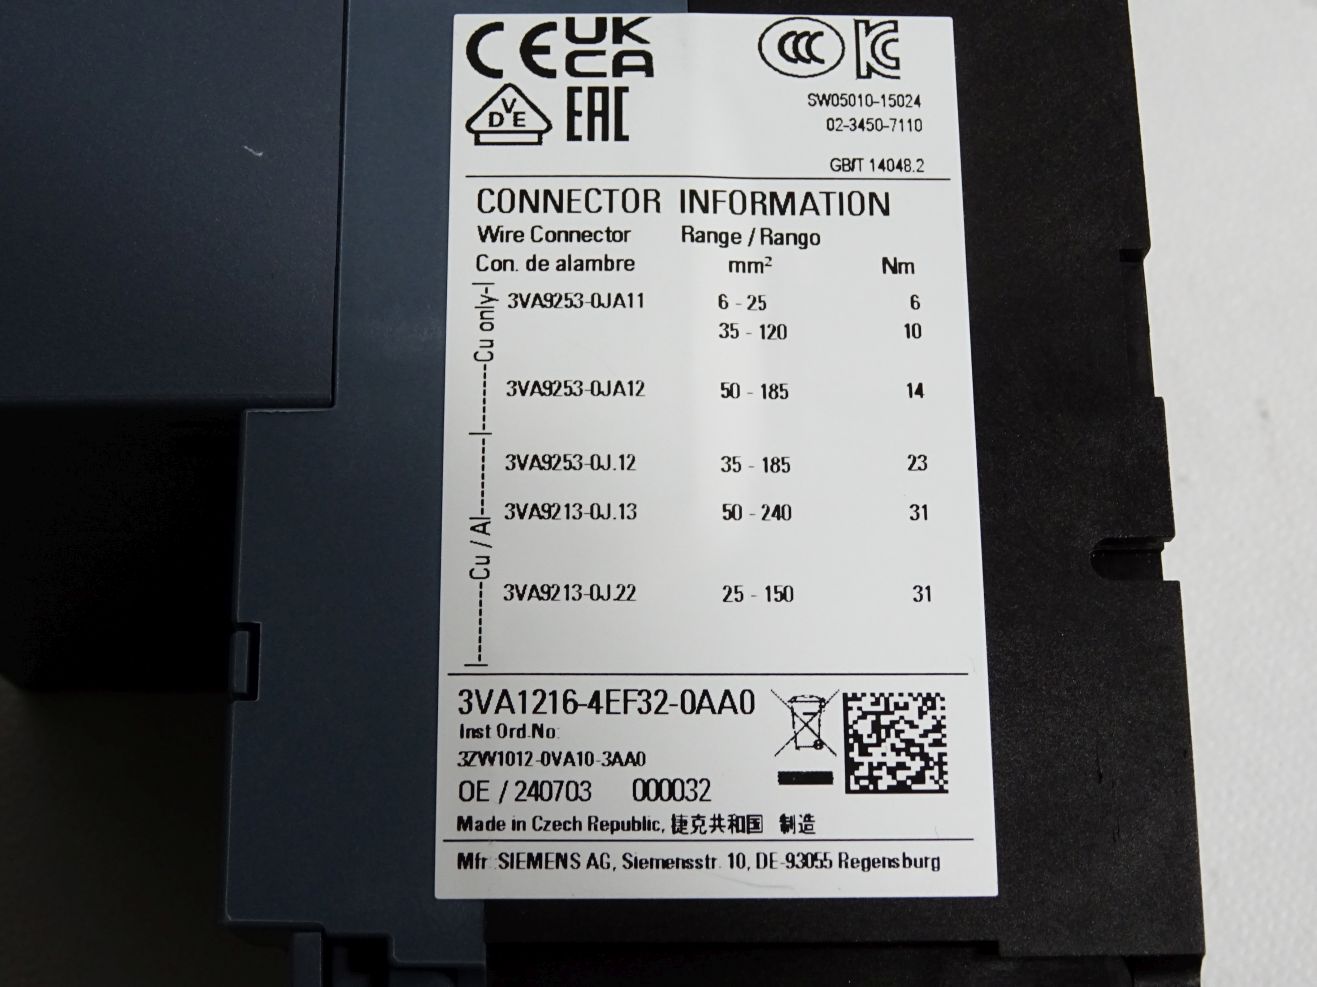 CE UK
CA
VDE EAC
CCC KC
SW05010-15024
02-3450-7110
GB/T 14048.2
CONNECTOR INFORMATION
Wire Connector Range / Rango
Con. de alambre mm² Nm
Cu only
3VA9253-0JA11 6 - 25 6
35 - 120 10
3VA9253-0JA12 50 - 185 14
Cu / Al
3VA9253-0J.12 35 - 185 23
3VA9213-0J.13 50 - 240 31
3VA9213-0J.22 25 - 150 31
3VA1216-4EF32-0AA0
Inst Ord.No:
3ZW1012-0VA10-3AA0
OE / 240703 000032
Made in Czech Republic, 捷克共和国 制造
Mfr.:SIEMENS AG, Siemensstr. 10, DE-93055 Regensburg